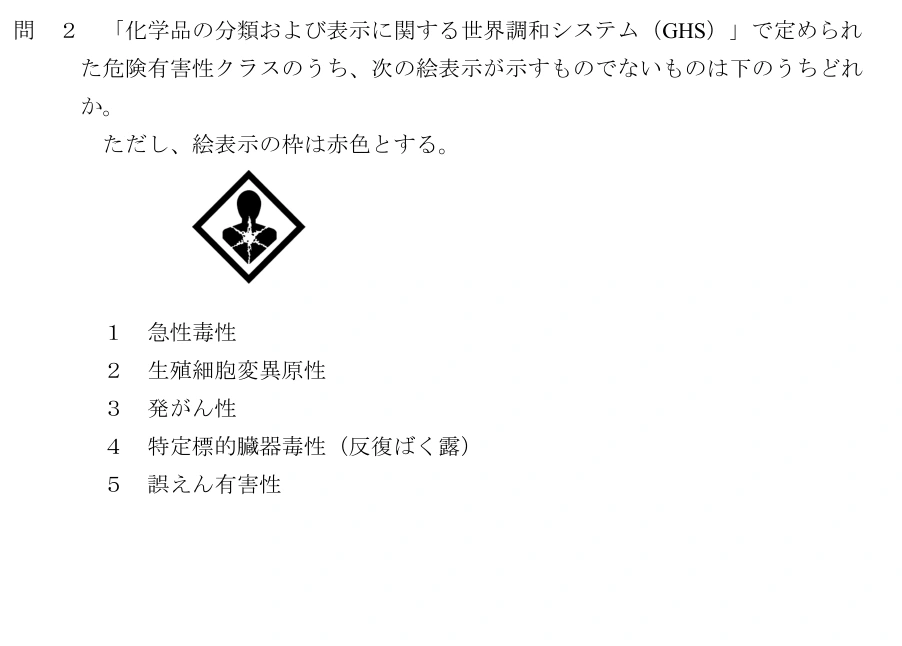 問　２　「化学品の分類および表示に関する世界調和システム（GHS）」で定められ
た危険有害性クラスのうち、次の絵表示が示すものでないものは下のうちどれ
か。
ただし、絵表示の枠は赤色とする。
１　急性毒性
２　生殖細胞変異原性
３　発がん性
４　特定標的臓器毒性（反復ばく露）
５　誤えん有害性